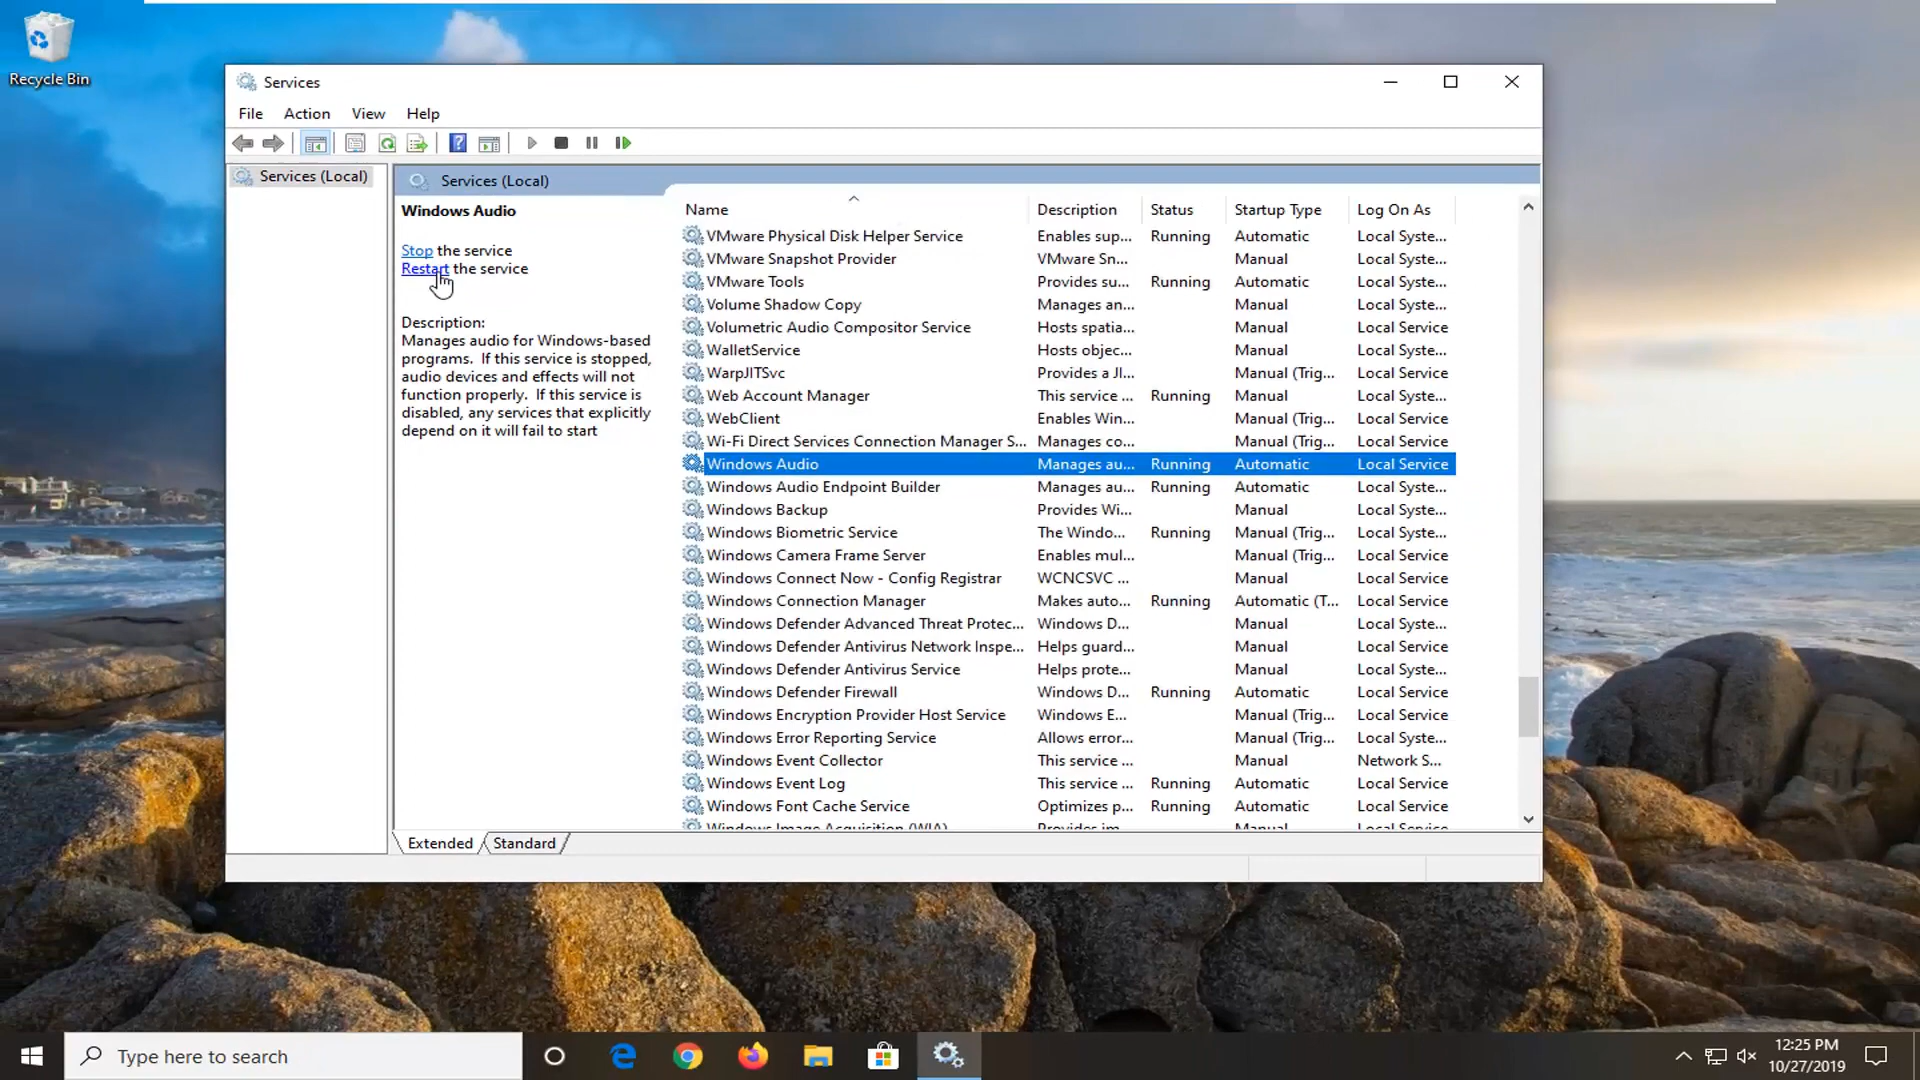 Recycle Bin
Services
File Action View Help
Services (Local)
Services (Local)
Windows Audio
Stop the service
Restart the service
Description:
Manages audio for Windows-based
programs. If this service is stopped,
audio devices and effects will not
function properly. If this service is
disabled, any services that explicitly
depend on it will fail to start
Name Description Status Startup Type Log On As
VMware Physical Disk Helper Service Enables sup... Running Automatic Local Syste...
VMware Snapshot Provider VMware Sn... Manual Local Syste...
VMware Tools Provides su... Running Automatic Local Syste...
Volume Shadow Copy Manages an... Manual Local Syste...
Volumetric Audio Compositor Service Hosts spatia... Manual Local Service
WalletService Hosts objec... Manual Local Syste...
WarpJITSvc Provides a JI... Manual (Trig... Local Service
Web Account Manager This service ... Running Manual Local Syste...
WebClient Enables Win... Manual (Trig... Local Service
Wi-Fi Direct Services Connection Manager S... Manages co... Manual (Trig... Local Service
Windows Audio Manages au... Running Automatic Local Service
Windows Audio Endpoint Builder Manages au... Running Automatic Local Syste...
Windows Backup Provides Wi... Manual Local Syste...
Windows Biometric Service The Windo... Running Manual (Trig... Local Syste...
Windows Camera Frame Server Enables mul... Manual (Trig... Local Service
Windows Connect Now - Config Registrar WCNCSVC ... Manual Local Service
Windows Connection Manager Makes auto... Running Automatic (T... Local Service
Windows Defender Advanced Threat Protec... Windows D... Manual Local Syste...
Windows Defender Antivirus Network Inspe... Helps guard... Manual Local Service
Windows Defender Antivirus Service Helps prote... Manual Local Syste...
Windows Defender Firewall Windows D... Running Automatic Local Service
Windows Encryption Provider Host Service Windows E... Manual (Trig... Local Service
Windows Error Reporting Service Allows error... Manual (Trig... Local Syste...
Windows Event Collector This service ... Manual Network S...
Windows Event Log This service ... Running Automatic Local Service
Windows Font Cache Service Optimizes p... Running Automatic Local Service
Windows Image Acquisition (WIA) Provides im... Manual Local Service
Extended Standard
Type here to search
12:25 PM
10/27/2019